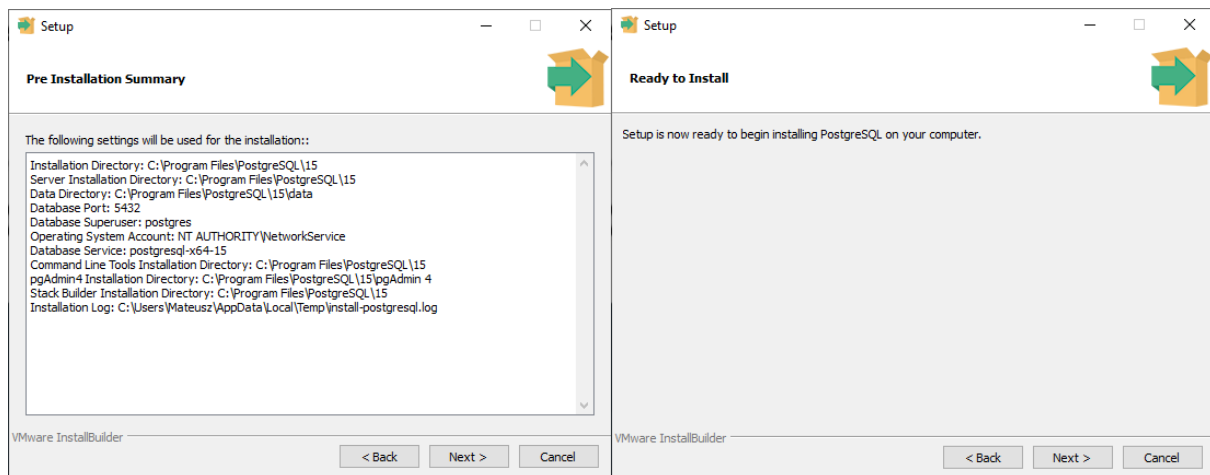 Setup
Pre Installation Summary
The following settings will be used for the installation::
Installation Directory: C:\Program Files\PostgreSQL\15
Server Installation Directory: C:\Program Files\PostgreSQL\15
Data Directory: C:\Program Files\PostgreSQL\15\data
Database Port: 5432
Database Superuser: postgres
Operating System Account: NT AUTHORITY\NetworkService
Database Service: postgresql-x64-15
Command Line Tools Installation Directory: C:\Program Files\PostgreSQL\15
pgAdmin4 Installation Directory: C:\Program Files\PostgreSQL\15\pgAdmin 4
Stack Builder Installation Directory: C:\Program Files\PostgreSQL\15
Installation Log: C:\Users\Mateusz\AppData\Local\Temp\install-postgresql.log
VMware InstallBuilder
< Back Next > Cancel
Setup
Ready to Install
Setup is now ready to begin installing PostgreSQL on your computer.
VMware InstallBuilder
< Back Next > Cancel